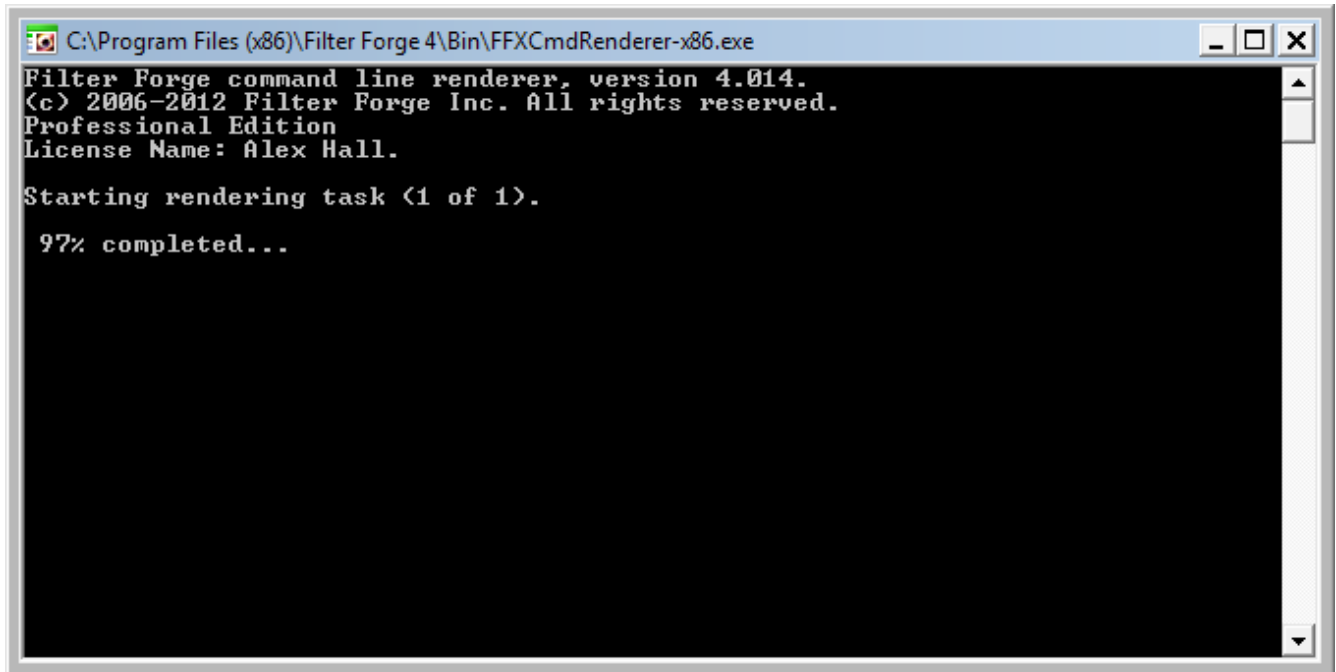 C:\Program Files (x86)\Filter Forge 4\Bin\FFXCmdRenderer-x86.exe
Filter Forge command line renderer, version 4.014.
(c) 2006-2012 Filter Forge Inc. All rights reserved.
Professional Edition
License Name: Alex Hall.
Starting rendering task (1 of 1).
97% completed...